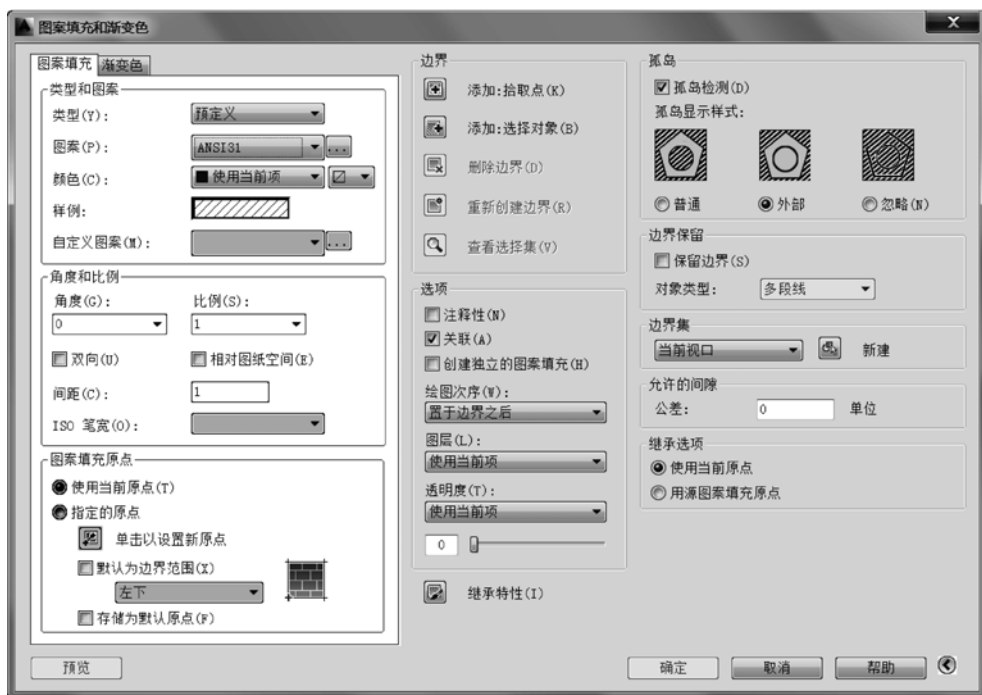 图案填充和渐变色
图案填充 渐变色
类型和图案
类型(Y): 预定义
图案(P): ANSI31 ...
颜色(C): 使用当前项
样例:
自定义图案(M): ...
角度和比例
角度(G): 比例(S):
0 1
双向(U) 相对图纸空间(E)
间距(C): 1
ISO 笔宽(O):
图案填充原点
使用当前原点(T)
指定的原点
单击以设置新原点
默认为边界范围(X)
左下
存储为默认原点(F)
预览
边界
添加:拾取点(K)
添加:选择对象(B)
删除边界(D)
重新创建边界(R)
查看选择集(V)
选项
注释性(N)
关联(A)
创建独立的图案填充(H)
绘图次序(W):
置于边界之后
图层(L):
使用当前项
透明度(T):
使用当前项
0
继承特性(I)
孤岛
孤岛检测(D)
孤岛显示样式:
普通 外部 忽略(N)
边界保留
保留边界(S)
对象类型: 多段线
边界集
当前视口 新建
允许的间隙
公差: 0 单位
继承选项
使用当前原点
用源图案填充原点
确定 取消 帮助